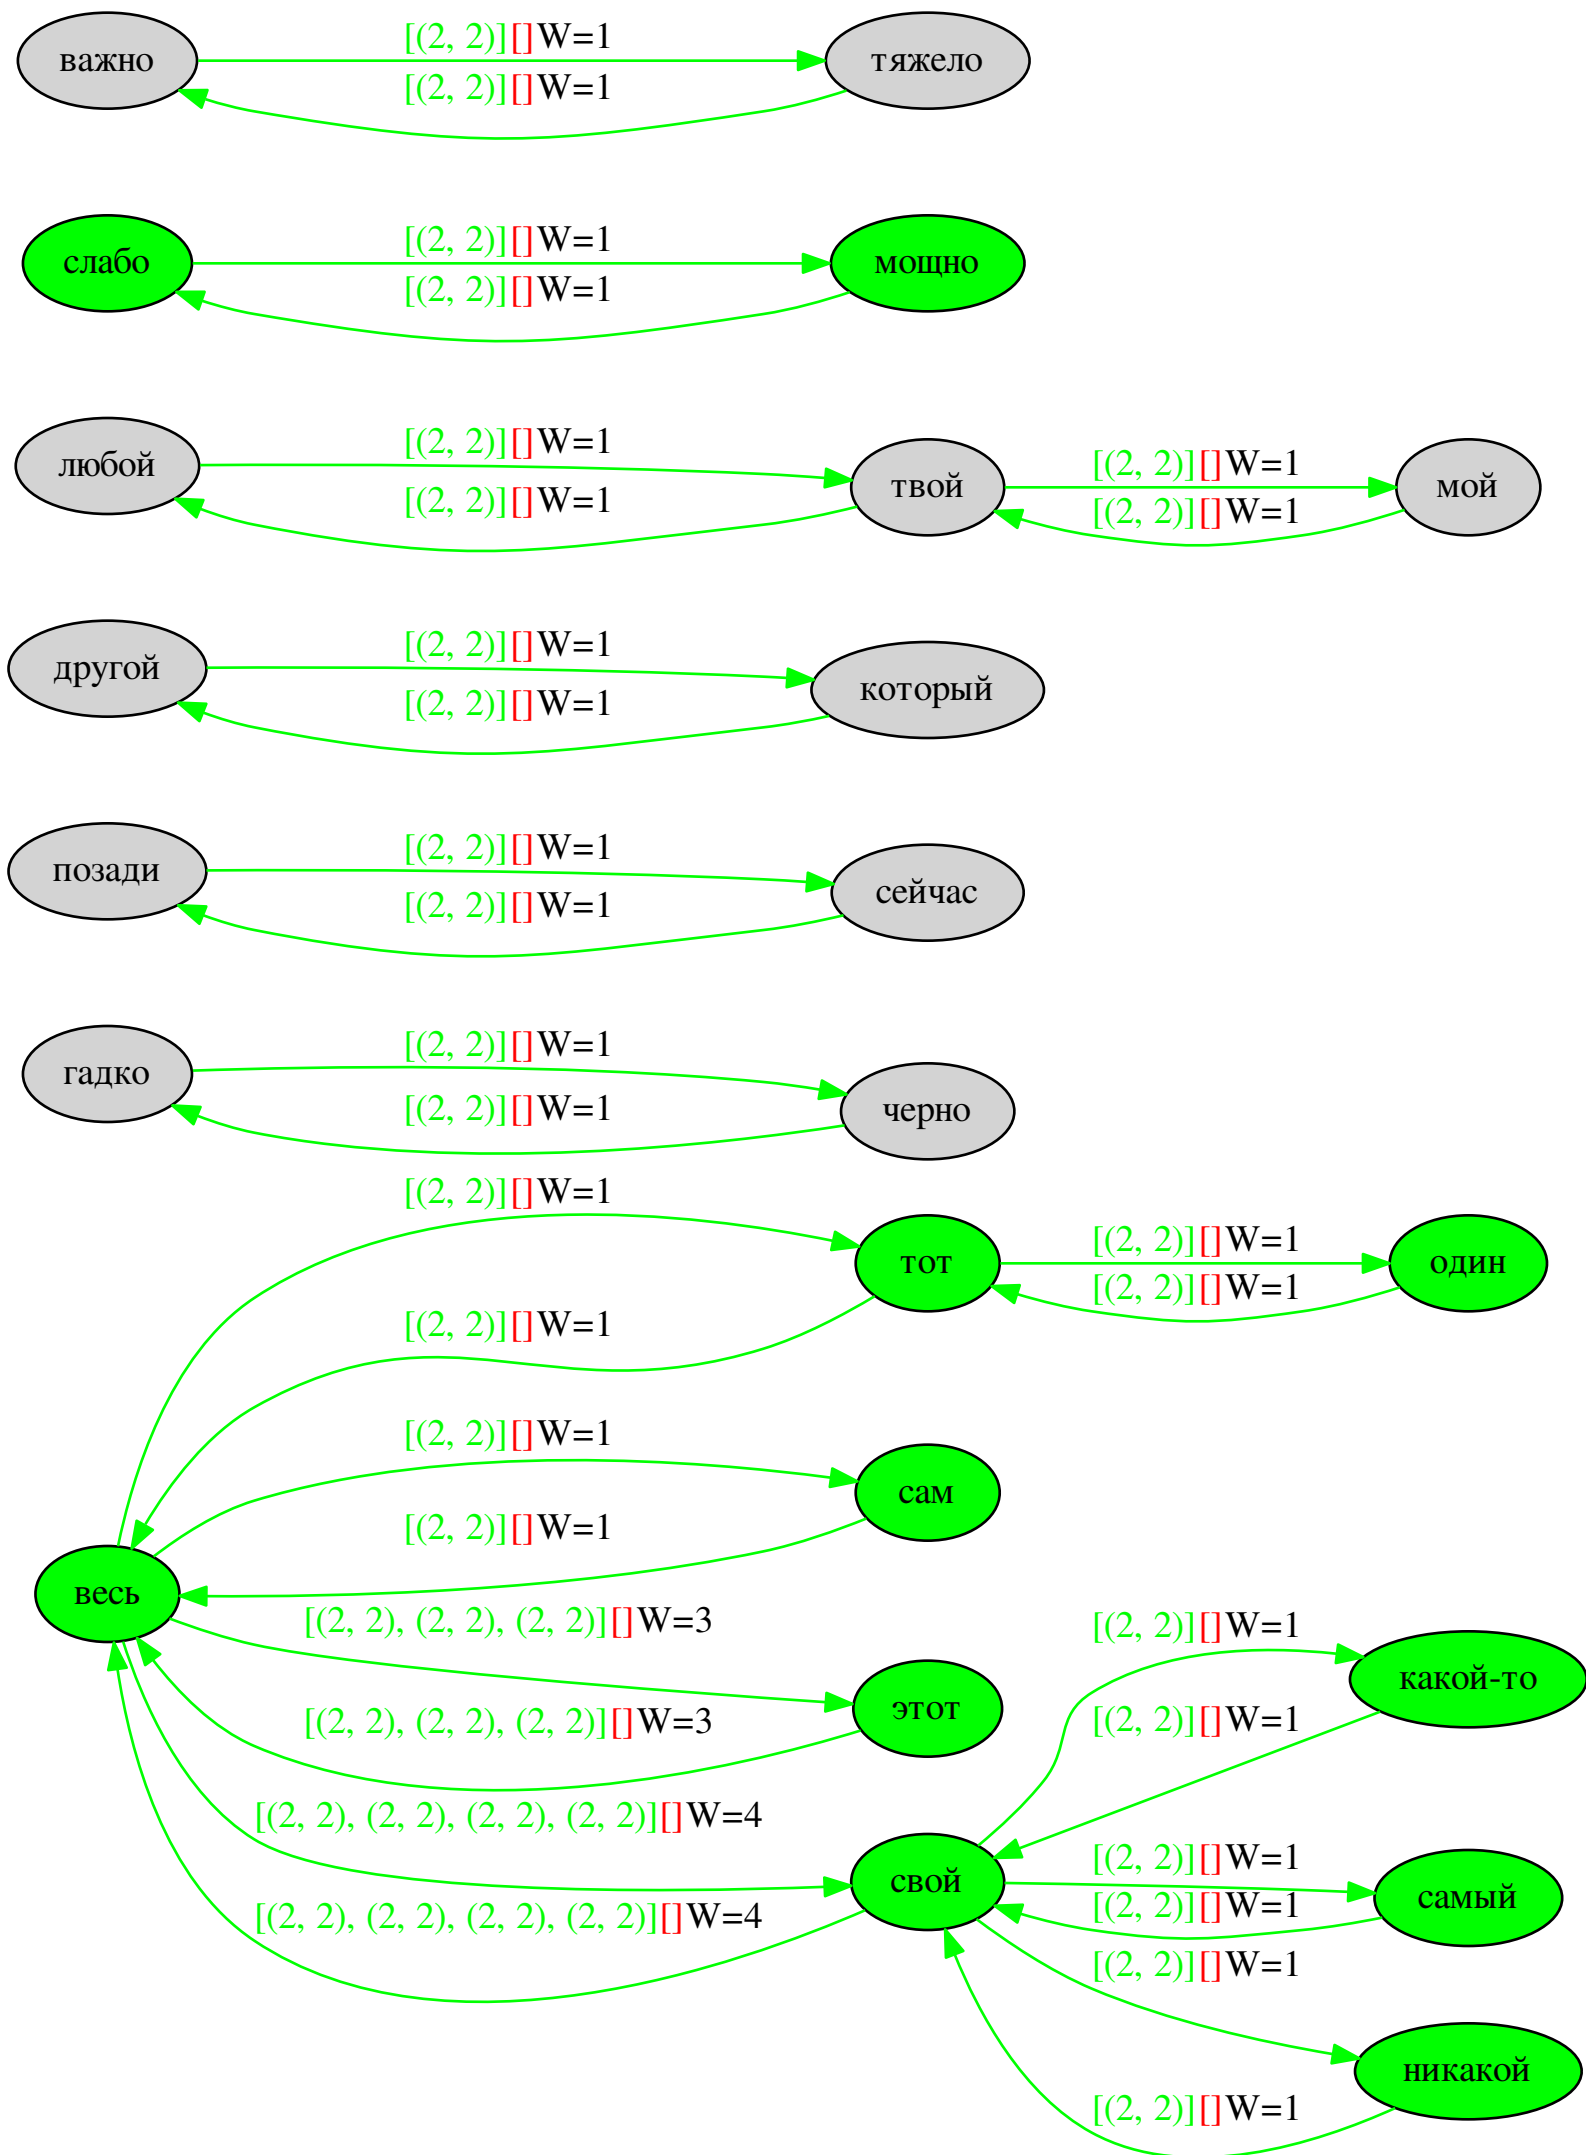 важно [(2, 2)][]W=1 тяжело
[(2, 2)][]W=1
слабо [(2, 2)][]W=1 мощно
[(2, 2)][]W=1
любой [(2, 2)][]W=1 твой [(2, 2)][]W=1 мой
[(2, 2)][]W=1 [(2, 2)][]W=1
другой [(2, 2)][]W=1 который
[(2, 2)][]W=1
позади [(2, 2)][]W=1 сейчас
[(2, 2)][]W=1
гадко [(2, 2)][]W=1 черно
[(2, 2)][]W=1
[(2, 2)][]W=1
тот [(2, 2)][]W=1 один
[(2, 2)][]W=1
[(2, 2)][]W=1
[(2, 2)][]W=1
сам
[(2, 2)][]W=1
весь
[(2, 2), (2, 2), (2, 2)][]W=3 [(2, 2)][]W=1
какой-то
этот
[(2, 2), (2, 2), (2, 2)][]W=3 [(2, 2)][]W=1
[(2, 2), (2, 2), (2, 2), (2, 2)][]W=4
свой [(2, 2)][]W=1 самый
[(2, 2), (2, 2), (2, 2), (2, 2)][]W=4 [(2, 2)][]W=1
[(2, 2)][]W=1
никакой
[(2, 2)][]W=1